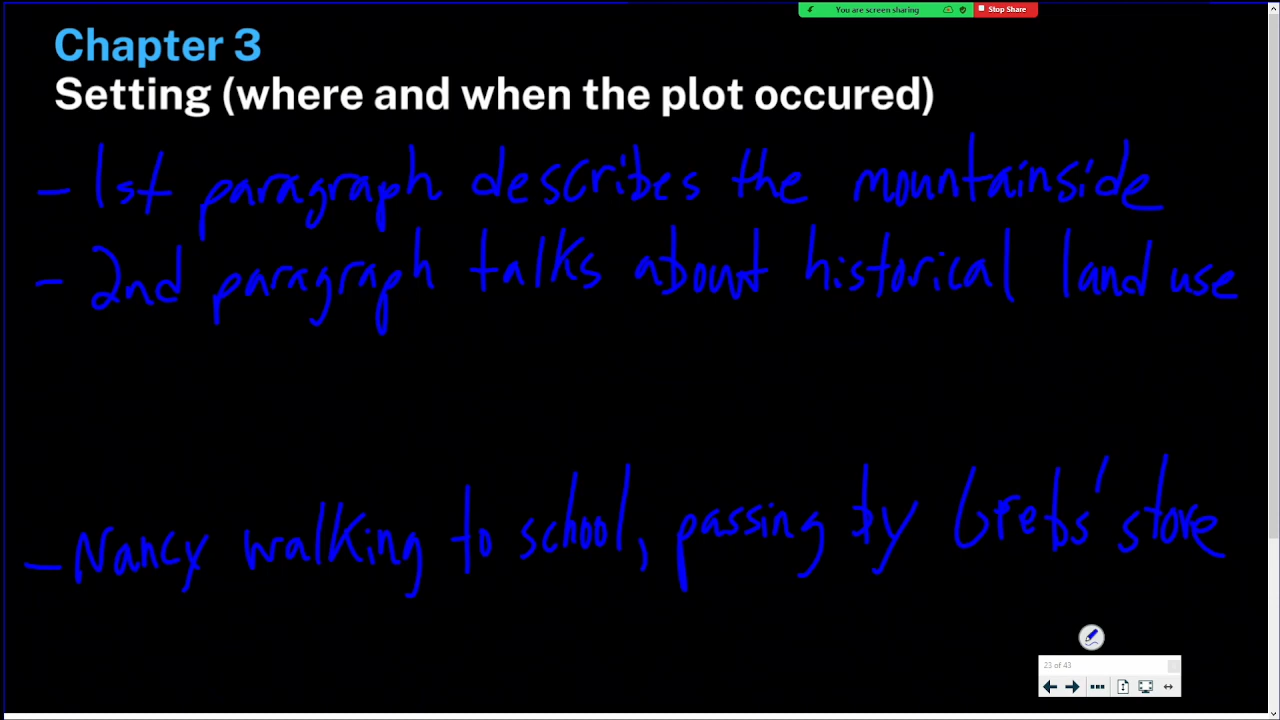 You are screen sharing
Stop Share
Chapter 3
Setting (where and when the plot occured)
- 1st paragraph describes the mountainside
- 2nd paragraph talks about historical land use
- Nancy walking to school, passing by Grebs' store
23 of 43